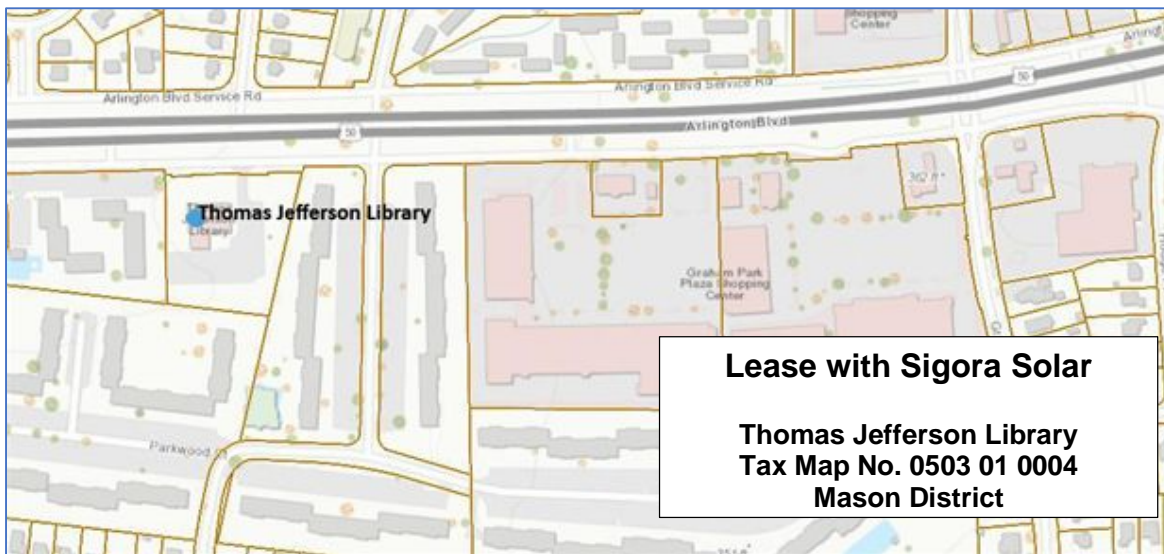 Shopping
Center
Arlington Blvd Service Rd
Arlington Blvd Service Rd
50
50
Arlington Blvd
Thomas Jefferson Library
Library
362 ft
Graham Park
Plaza Shopping
Center
Parkwood
Lease with Sigora Solar
Thomas Jefferson Library
Tax Map No. 0503 01 0004
Mason District